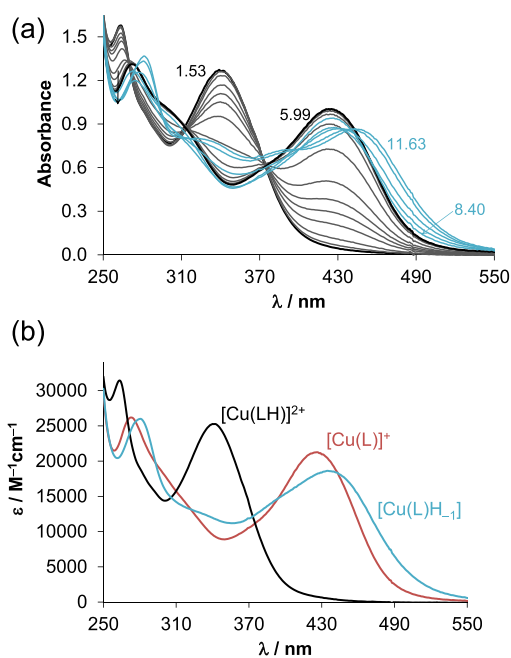 (a)
1.5
1.2
0.9
0.6
0.3
0.0
Absorbance
1.53
5.99
11.63
8.40
250 310 370 430 490 550
λ / nm
(b)
30000
25000
20000
15000
10000
5000
0
ε / M⁻¹cm⁻¹
[Cu(LH)]²⁺
[Cu(L)]⁺
[Cu(L)H₋₁]
250 310 370 430 490 550
λ / nm